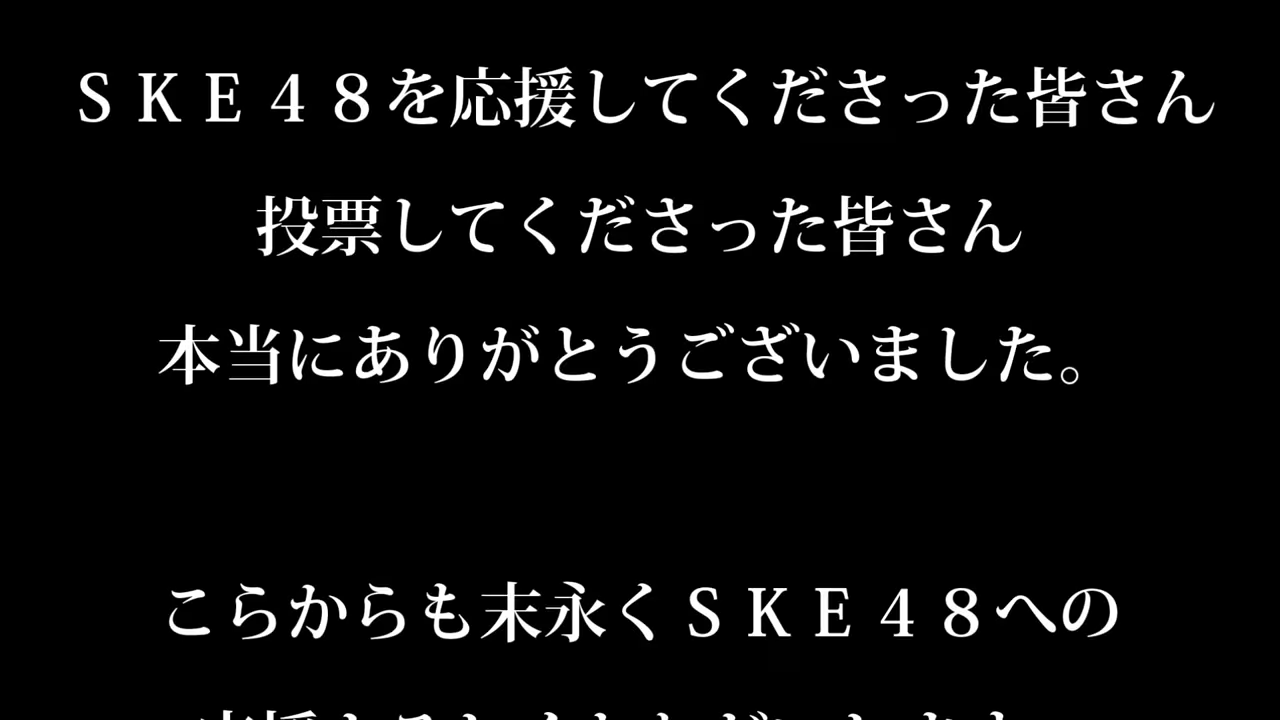 ＳＫＥ４８を応援してくださった皆さん
投票してくださった皆さん
本当にありがとうございました。
こらからも末永くＳＫＥ４８への